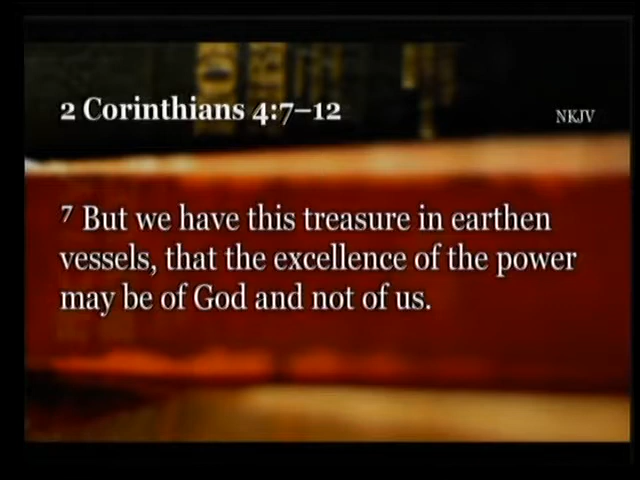 2 Corinthians 4:7–12
NKJV
7 But we have this treasure in earthen
vessels, that the excellence of the power
may be of God and not of us.